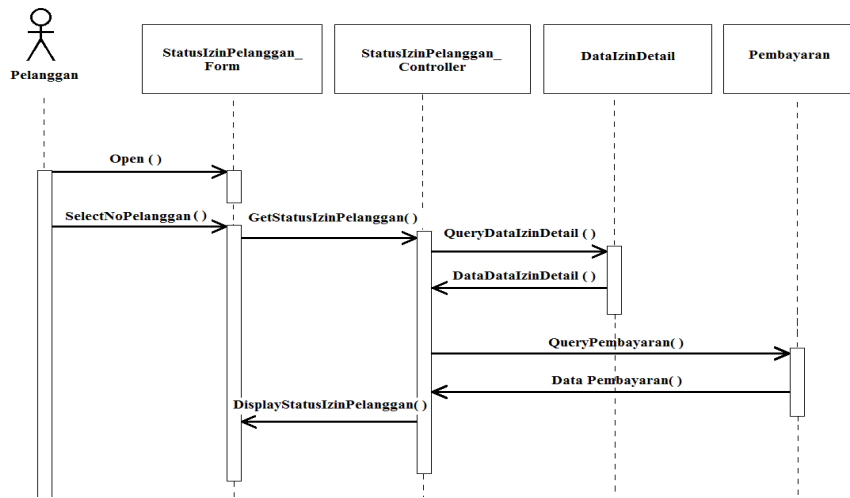 Pelanggan
StatusIzinPelanggan_
Form
StatusIzinPelanggan_
Controller
DataIzinDetail
Pembayaran
Open ( )
SelectNoPelanggan ( )
GetStatusIzinPelanggan( )
QueryDataIzinDetail ( )
DataDataIzinDetail ( )
QueryPembayaran( )
Data Pembayaran( )
DisplayStatusIzinPelanggan( )